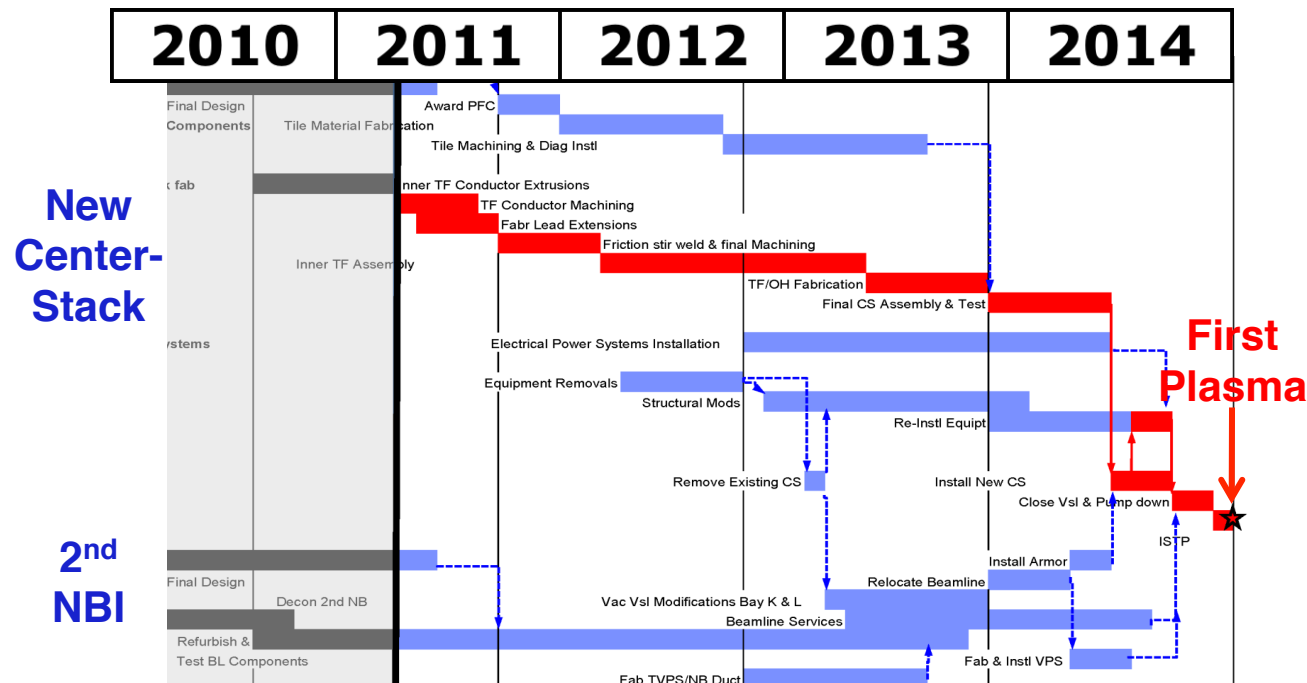 2010 2011 2012 2013 2014
Final Design Award PFC
Components Tile Material Fabrication
Tile Machining & Diag Instl
fab nner TF Conductor Extrusions
New
Center-
Stack
TF Conductor Machining
Fabr Lead Extensions
Friction stir weld & final Machining
Inner TF Assembly
TF/OH Fabrication
Final CS Assembly & Test
ystems Electrical Power Systems Installation
First
Plasma
Equipment Removals
Structural Mods
Re-Instl Equipt
Remove Existing CS Install New CS
Close Vsl & Pump down
ISTP
2nd
NBI
Install Armor
Final Design Relocate Beamline
Decon 2nd NB Vac Vsl Modifications Bay K & L
Beamline Services
Refurbish &
Test BL Components Fab & Instl VPS
Fab TVPS/NB Duct